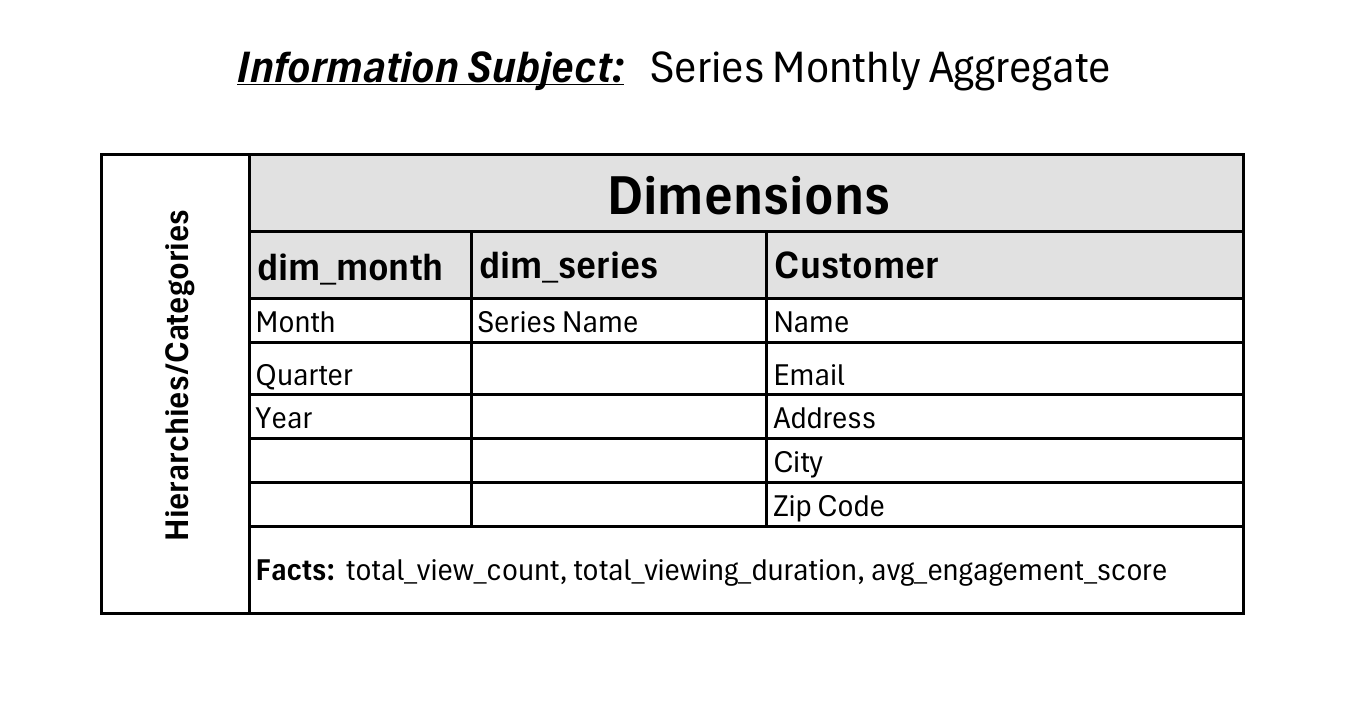 Information Subject: Series Monthly Aggregate
Hierarchies/Categories
Dimensions
dim_month dim_series Customer
Month Series Name Name
Quarter Email
Year Address
City
Zip Code
Facts: total_view_count, total_viewing_duration, avg_engagement_score